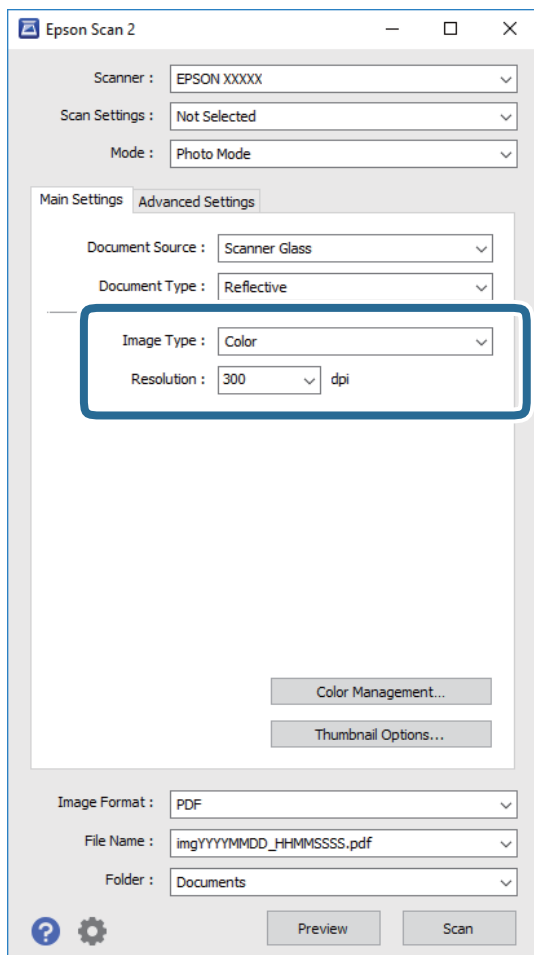 Epson Scan 2
Scanner : EPSON XXXXX
Scan Settings : Not Selected
Mode : Photo Mode
Main Settings Advanced Settings
Document Source : Scanner Glass
Document Type : Reflective
Image Type : Color
Resolution : 300 dpi
Color Management...
Thumbnail Options...
Image Format : PDF
File Name : imgYYYYMMDD_HHMMSSSS.pdf
Folder : Documents
? Preview Scan